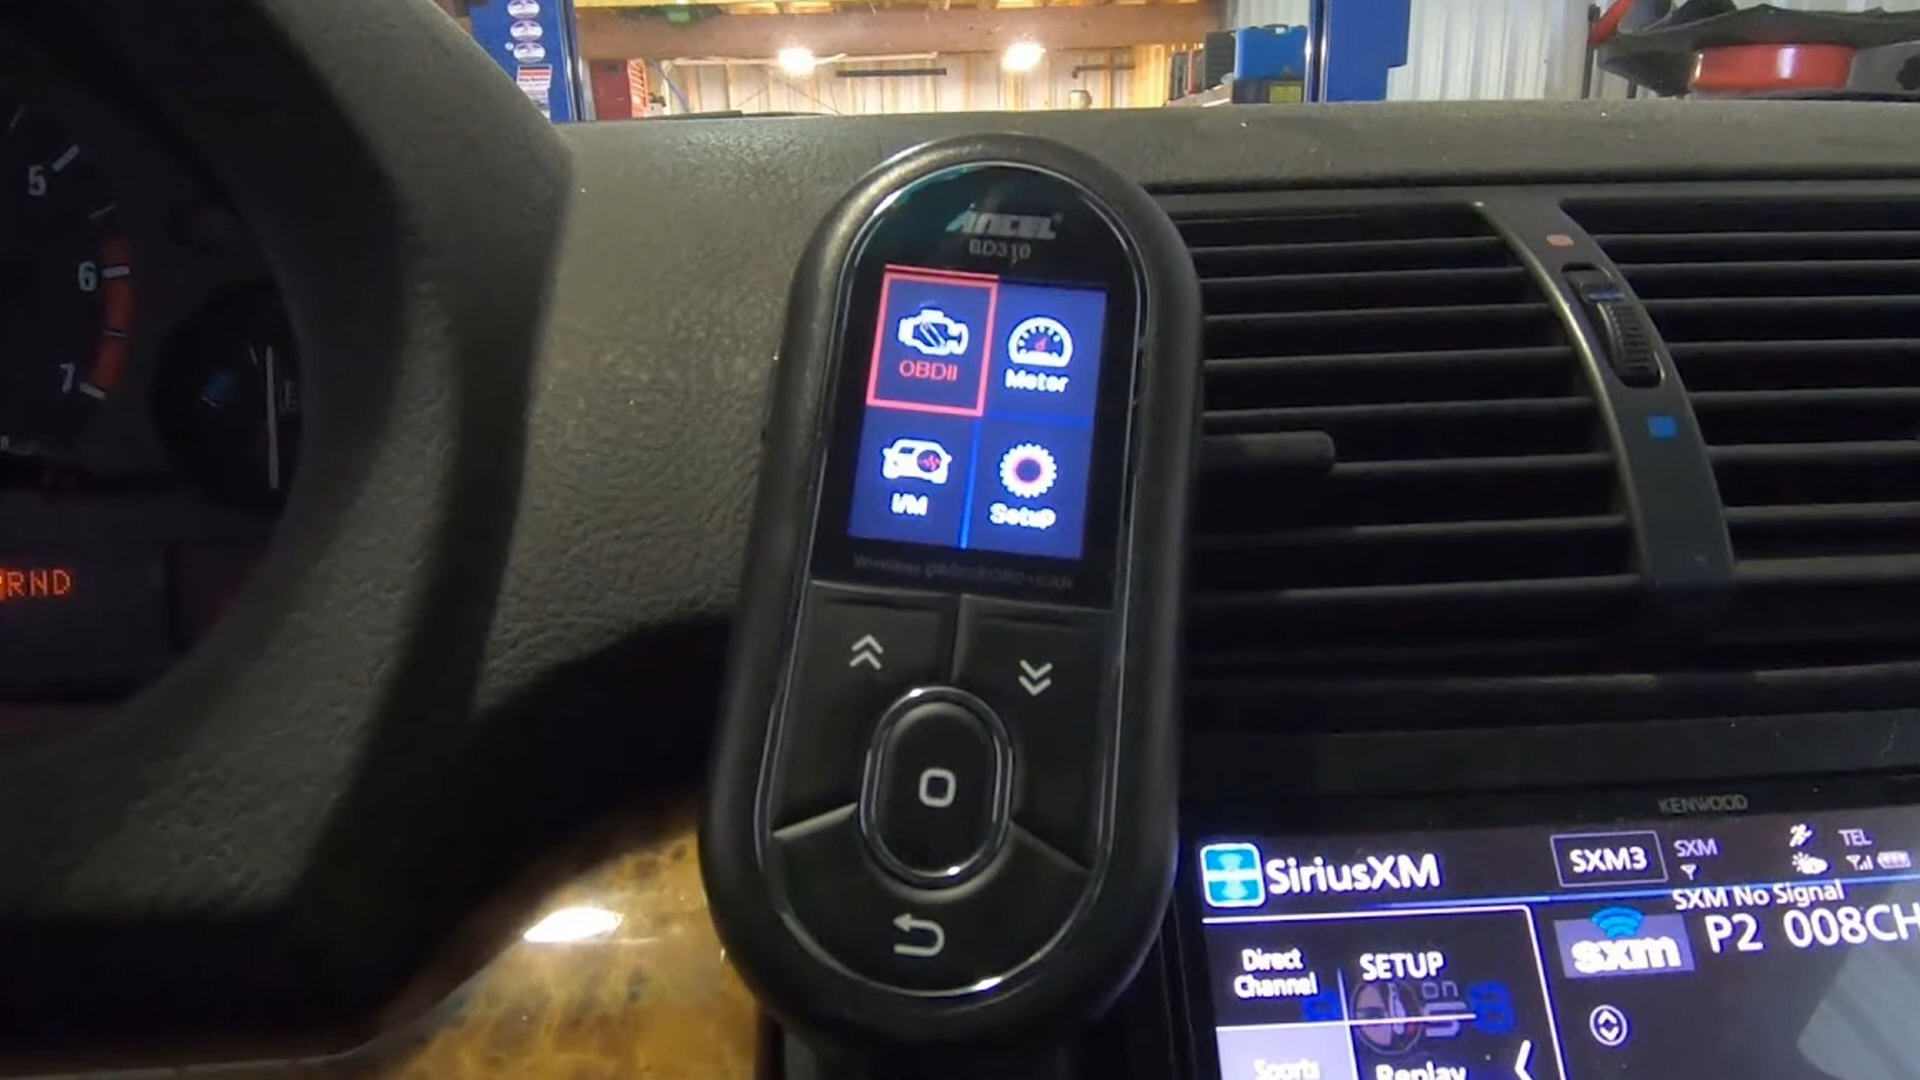 5
6
7
RND
ANCEL
BD310
OBDII
Meter
I/M
Setup
KENWOOD
SiriusXM
SXM3
SXM
TEL
SXM No Signal
sxm
P2 008CH
Direct
Channel
SETUP
Sports
Replay